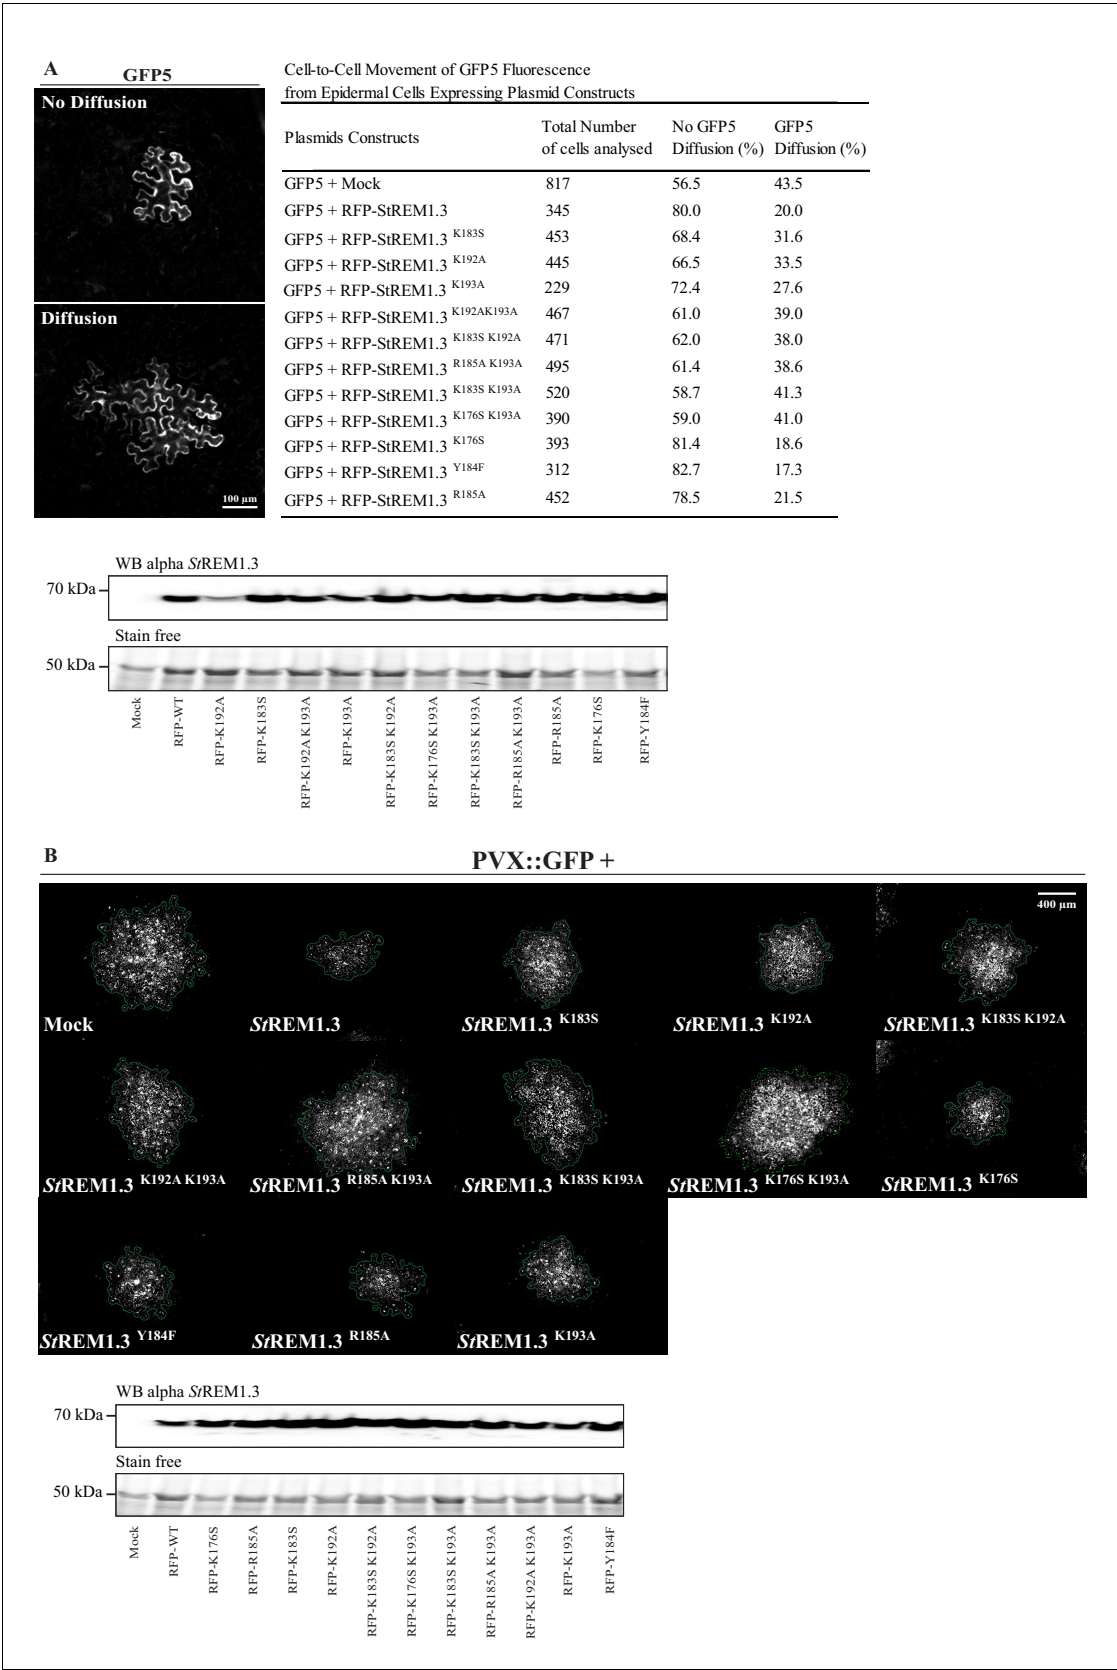 A
GFP5
No Diffusion
Diffusion
100 µm
Cell-to-Cell Movement of GFP5 Fluorescence
from Epidermal Cells Expressing Plasmid Constructs
Plasmids Constructs Total Number of cells analysed No GFP5 Diffusion (%) GFP5 Diffusion (%)
GFP5 + Mock 817 56.5 43.5
GFP5 + RFP-StREM1.3 345 80.0 20.0
GFP5 + RFP-StREM1.3 K183S 453 68.4 31.6
GFP5 + RFP-StREM1.3 K192A 445 66.5 33.5
GFP5 + RFP-StREM1.3 K193A 229 72.4 27.6
GFP5 + RFP-StREM1.3 K192AK193A 467 61.0 39.0
GFP5 + RFP-StREM1.3 K183S K192A 471 62.0 38.0
GFP5 + RFP-StREM1.3 R185A K193A 495 61.4 38.6
GFP5 + RFP-StREM1.3 K183S K193A 520 58.7 41.3
GFP5 + RFP-StREM1.3 K176S K193A 390 59.0 41.0
GFP5 + RFP-StREM1.3 K176S 393 81.4 18.6
GFP5 + RFP-StREM1.3 Y184F 312 82.7 17.3
GFP5 + RFP-StREM1.3 R185A 452 78.5 21.5
WB alpha StREM1.3
70 kDa
Stain free
50 kDa
Mock
RFP-WT
RFP-K192A
RFP-K183S
RFP-K192A K193A
RFP-K193A
RFP-K183S K192A
RFP-K176S K193A
RFP-K183S K193A
RFP-R185A K193A
RFP-R185A
RFP-K176S
RFP-Y184F
B
PVX::GFP +
400 µm
Mock
StREM1.3
StREM1.3 K183S
StREM1.3 K192A
StREM1.3 K183S K192A
StREM1.3 K192A K193A
StREM1.3 R185A K193A
StREM1.3 K183S K193A
StREM1.3 K176S K193A
StREM1.3 K176S
StREM1.3 Y184F
StREM1.3 R185A
StREM1.3 K193A
WB alpha StREM1.3
70 kDa
Stain free
50 kDa
Mock
RFP-WT
RFP-K176S
RFP-R185A
RFP-K183S
RFP-K192A
RFP-K183S K192A
RFP-K176S K193A
RFP-K183S K193A
RFP-R185A K193A
RFP-K192A K193A
RFP-K193A
RFP-Y184F